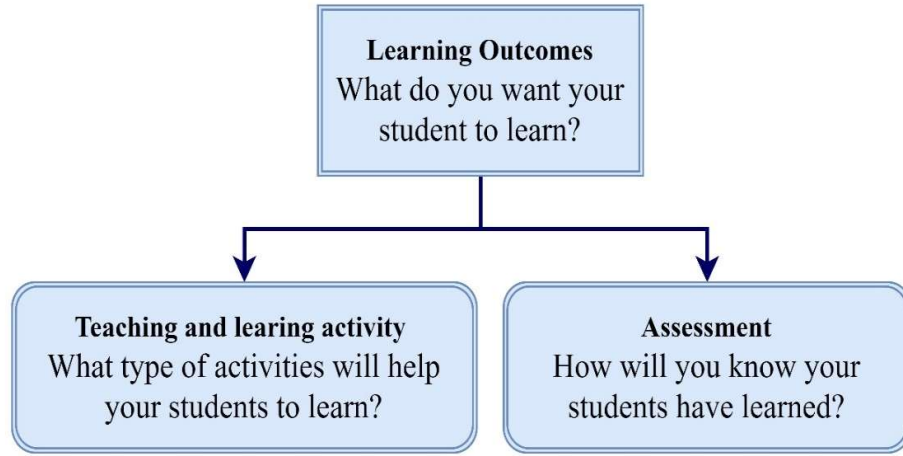 Learning Outcomes
What do you want your
student to learn?
Teaching and learing activity
What type of activities will help
your students to learn?
Assessment
How will you know your
students have learned?